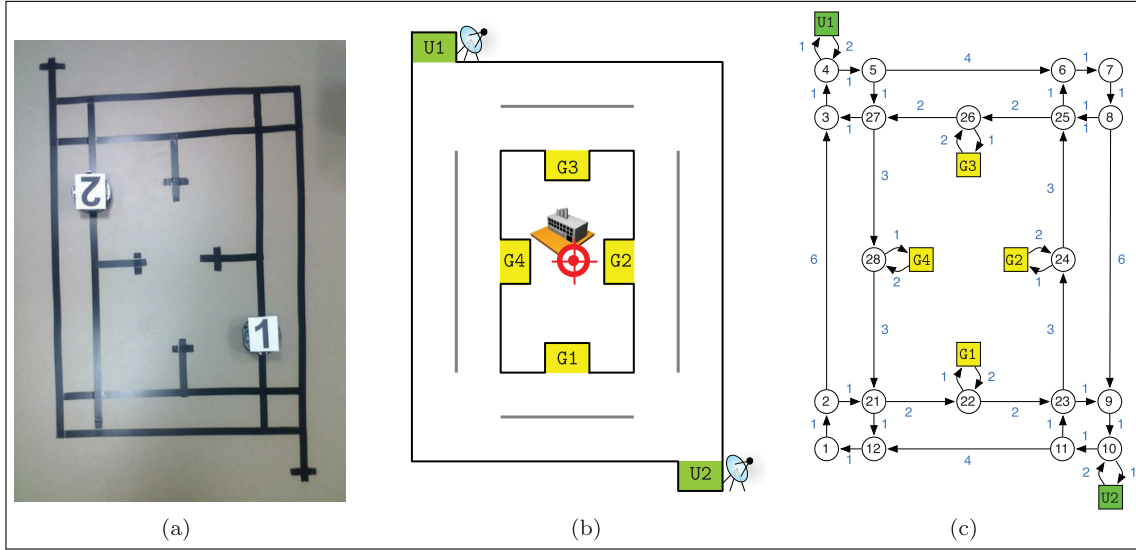 2
1
U1
G3
G4 G2
G1
U2
U1
1 2
4 1 5 4 6 1 7
1 1 1 1
3 1 27 2 26 2 25 1 8
2 1
G3
3 3
1 2
6 28 G4 G2 24 6
2 1
3 3
G1
1 2
2 1 21 2 22 2 23 1 9
1 1 1 1
1 1 12 4 11 1 10
2 1
U2
(a) (b) (c)